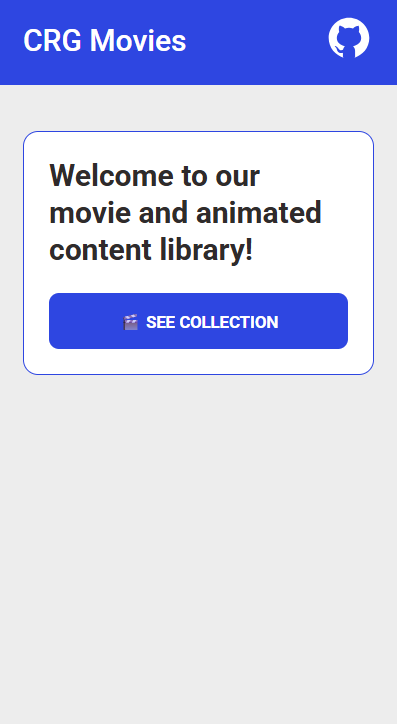 CRG Movies
Welcome to our
movie and animated
content library!
🎬 SEE COLLECTION